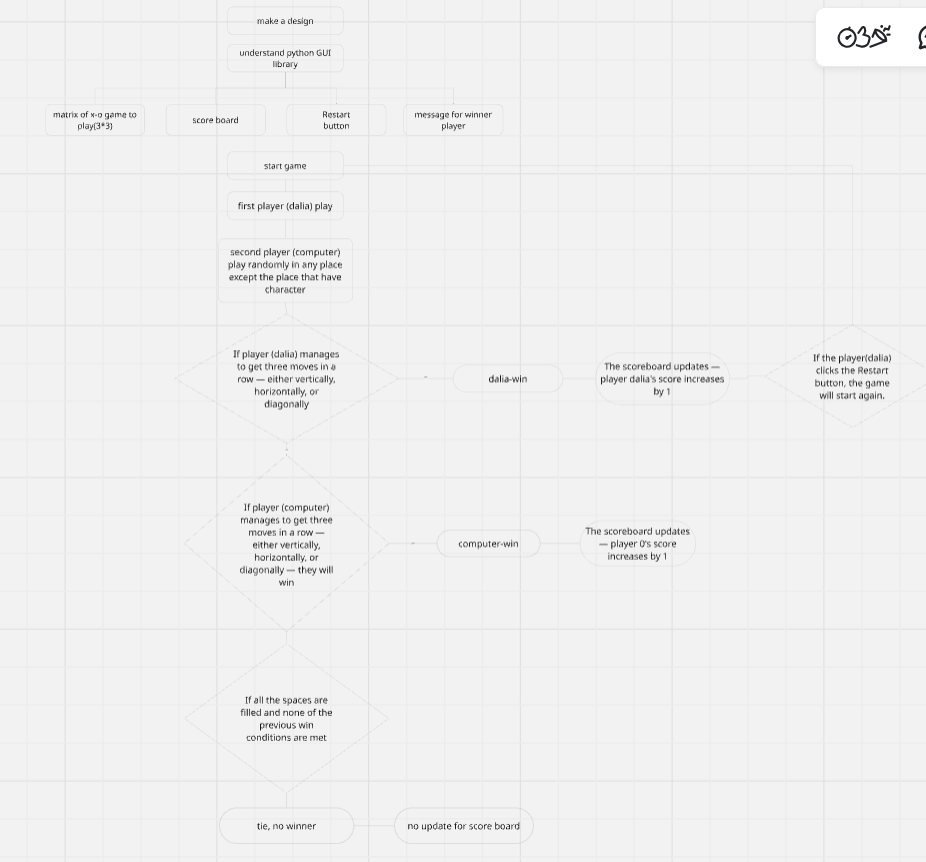 make a design
understand python GUI
library
matrix of x-o game to
play(3*3)
score board
Restart
button
message for winner
player
start game
first player (dalia) play
second player (computer)
play randomly in any place
except the place that have
character
If player (dalia) manages
to get three moves in a
row — either vertically,
horizontally, or
diagonally
dalia-win
The scoreboard updates —
player dalia's score increases
by 1
If the player(dalia)
clicks the Restart
button, the game
will start again.
If player (computer)
manages to get three
moves in a row —
either vertically,
horizontally, or
diagonally — they will
win
computer-win
The scoreboard updates
— player 0's score
increases by 1
If all the spaces are
filled and none of the
previous win
conditions are met
tie, no winner
no update for score board